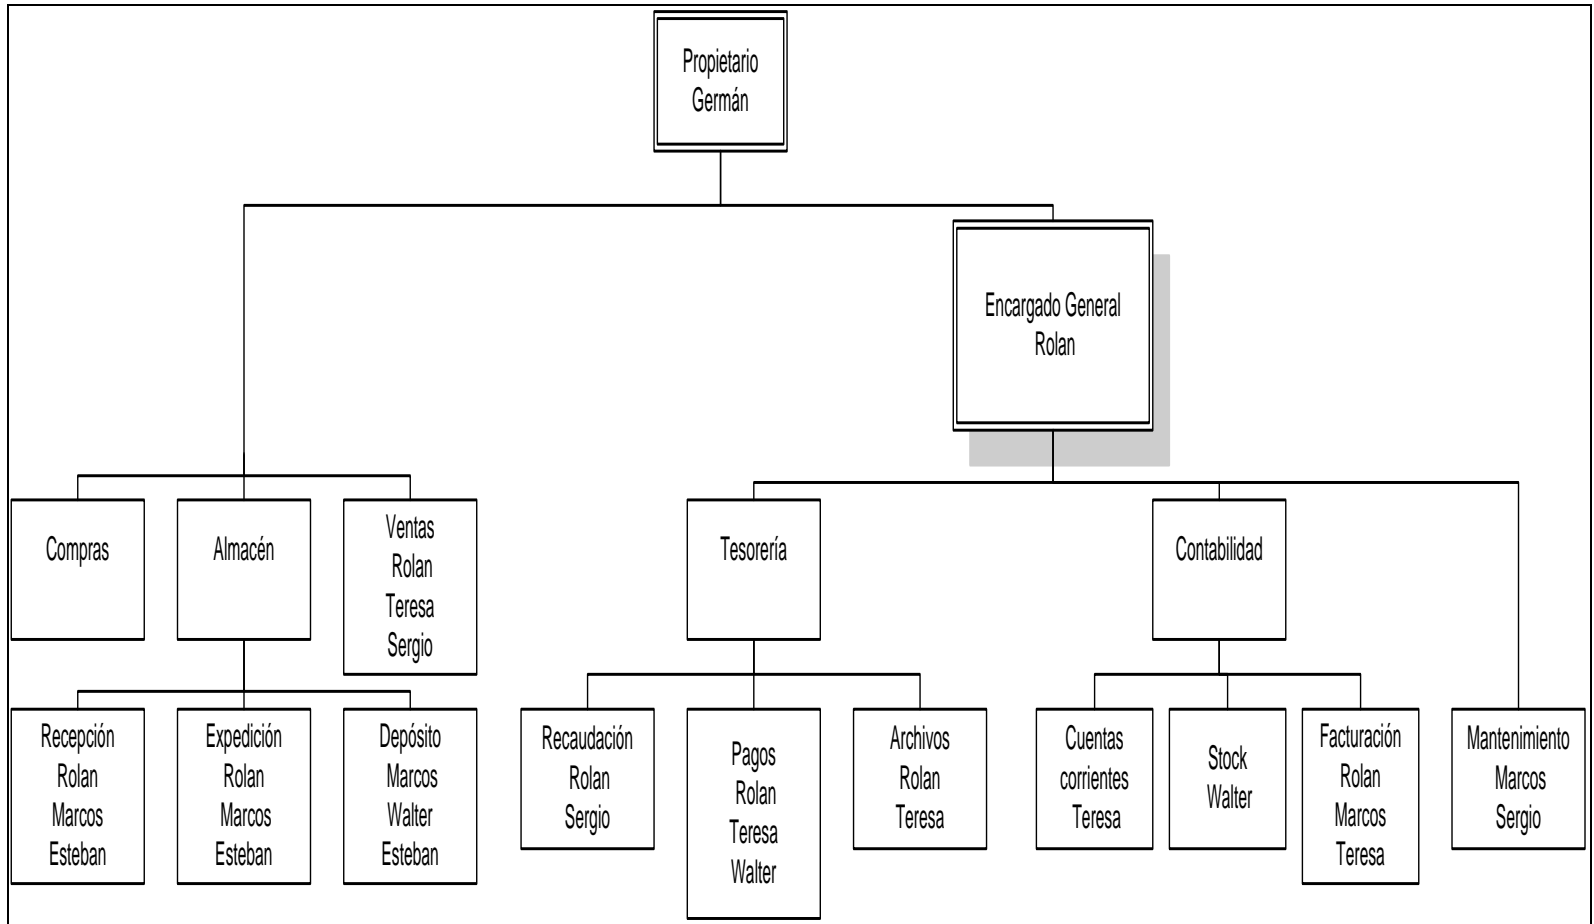 Propietario
Germán
Encargado General
Rolan
Compras
Almacén
Ventas
Rolan
Teresa
Sergio
Tesorería
Contabilidad
Recepción
Rolan
Marcos
Esteban
Expedición
Rolan
Marcos
Esteban
Depósito
Marcos
Walter
Esteban
Recaudación
Rolan
Sergio
Pagos
Rolan
Teresa
Walter
Archivos
Rolan
Teresa
Cuentas
corrientes
Teresa
Stock
Walter
Facturación
Rolan
Marcos
Teresa
Mantenimiento
Marcos
Sergio